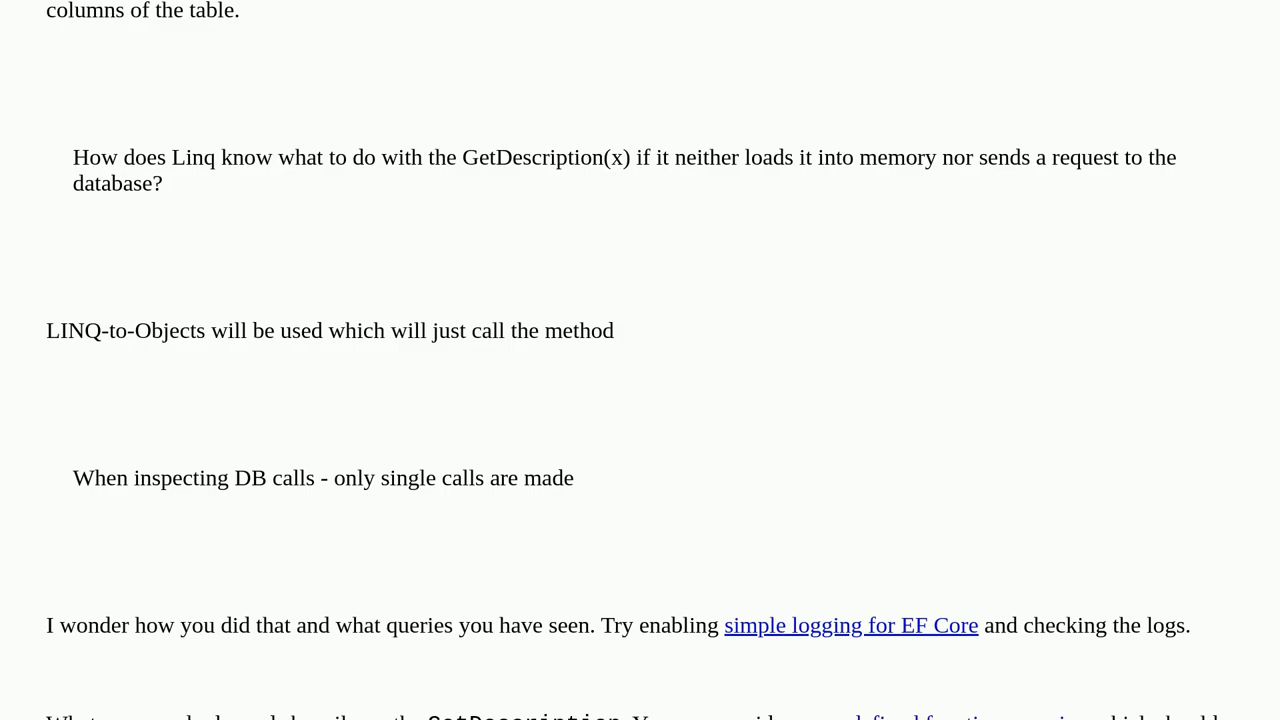 columns of the table.
How does Linq know what to do with the GetDescription(x) if it neither loads it into memory nor sends a request to the
database?
LINQ-to-Objects will be used which will just call the method
When inspecting DB calls - only single calls are made
I wonder how you did that and what queries you have seen. Try enabling simple logging for EF Core and checking the logs.